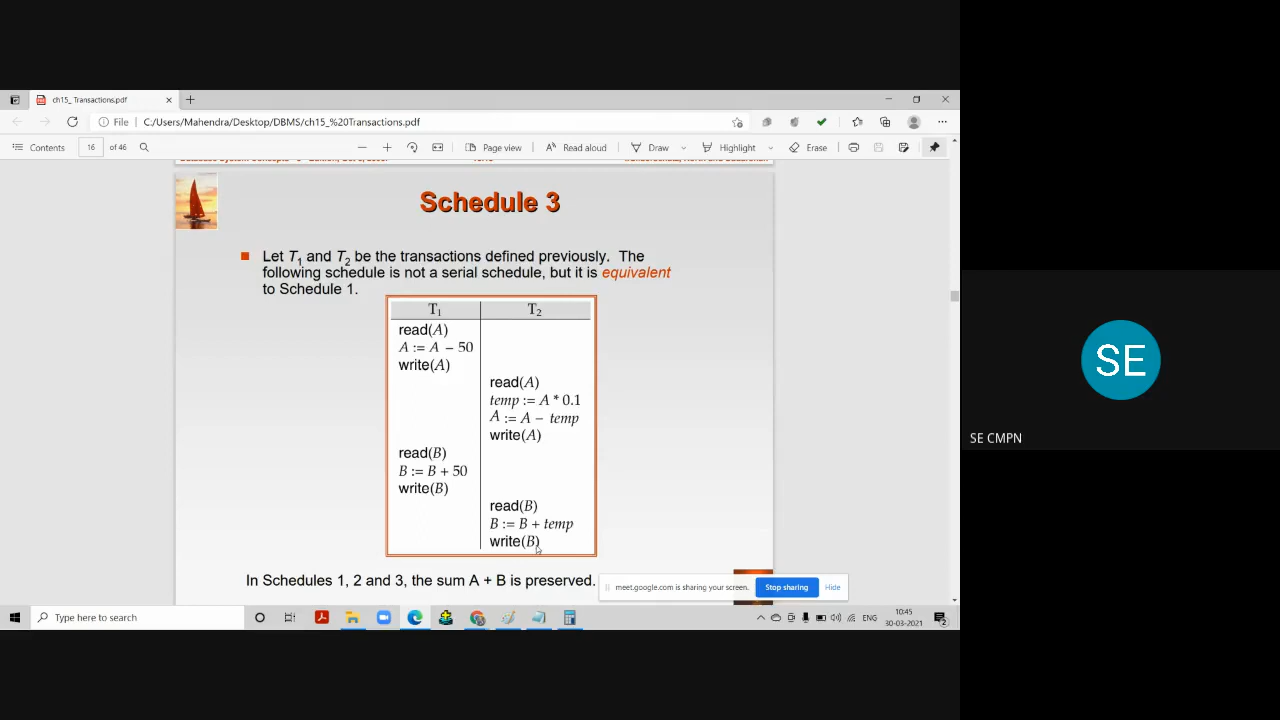 ch15_ Transactions.pdf
File
C:/Users/Mahendra/Desktop/DBMS/ch15_%20Transactions.pdf
Contents
16
of 46
Page view
Read aloud
Draw
Highlight
Erase
Schedule 3
Let T1 and T2 be the transactions defined previously. The
following schedule is not a serial schedule, but it is equivalent
to Schedule 1.
T1 T2
read(A)
A := A − 50
write(A)
read(A)
temp := A * 0.1
A := A − temp
write(A)
read(B)
B := B + 50
write(B)
read(B)
B := B + temp
write(B)
In Schedules 1, 2 and 3, the sum A + B is preserved.
meet.google.com is sharing your screen.
Stop sharing
Hide
SE
SE CMPN
Type here to search
ENG
10:45
30-03-2021
2